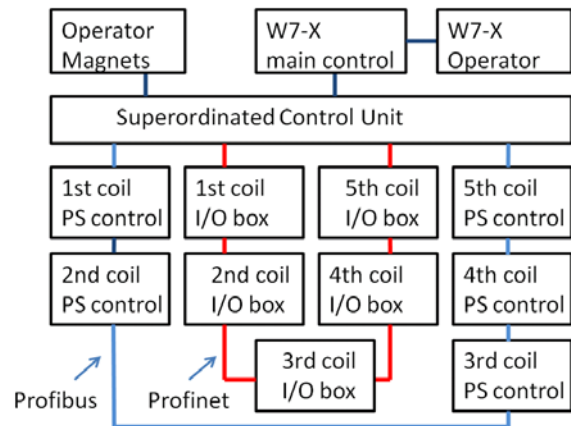 Operator
Magnets
W7-X
main control
W7-X
Operator
Superordinated Control Unit
1st coil
PS control
1st coil
I/O box
5th coil
I/O box
5th coil
PS control
2nd coil
PS control
2nd coil
I/O box
4th coil
I/O box
4th coil
PS control
3rd coil
I/O box
3rd coil
PS control
Profibus
Profinet